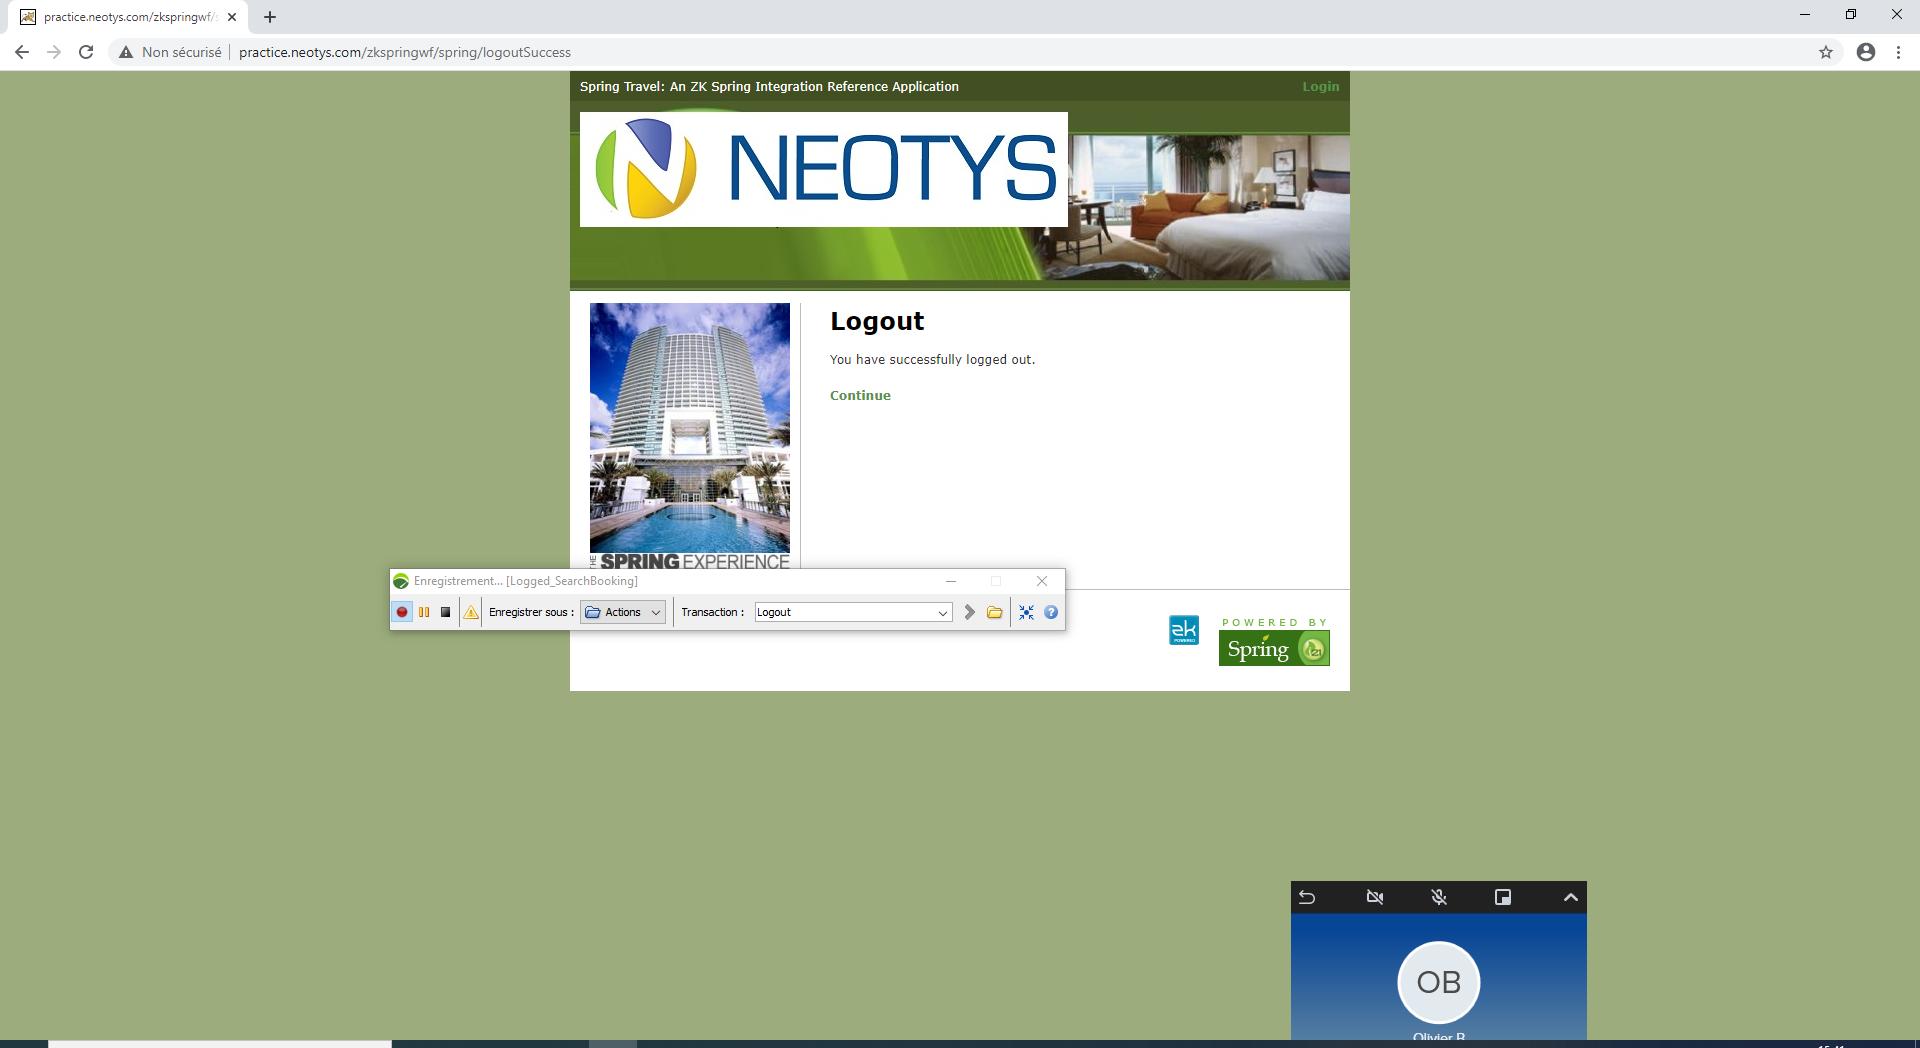 practice.neotys.com/zkspringwf/
Non sécurisé
practice.neotys.com/zkspringwf/spring/logoutSuccess
Spring Travel: An ZK Spring Integration Reference Application
Login
NEOTYS
Logout
You have successfully logged out.
Continue
THE SPRING EXPERIENCE
Enregistrement... [Logged_SearchBooking]
Enregistrer sous :
Actions
Transaction :
Logout
zk
POWERED
POWERED BY
Spring
OB
Olivier B